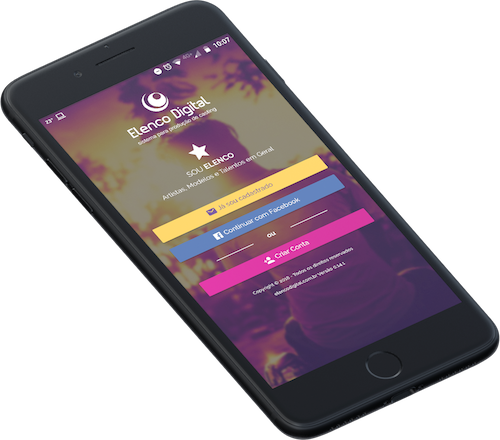 23° 4G+ 10:07
Elenco Digital
sistema para produção de casting
SOU ELENCO
Artistas, Modelos e Talentos em Geral
Já sou cadastrado
Continuar com Facebook
ou
Criar Conta
Copyright © 2018 - Todos os direitos reservados
elencodigital.com.br Versão 0.14.1